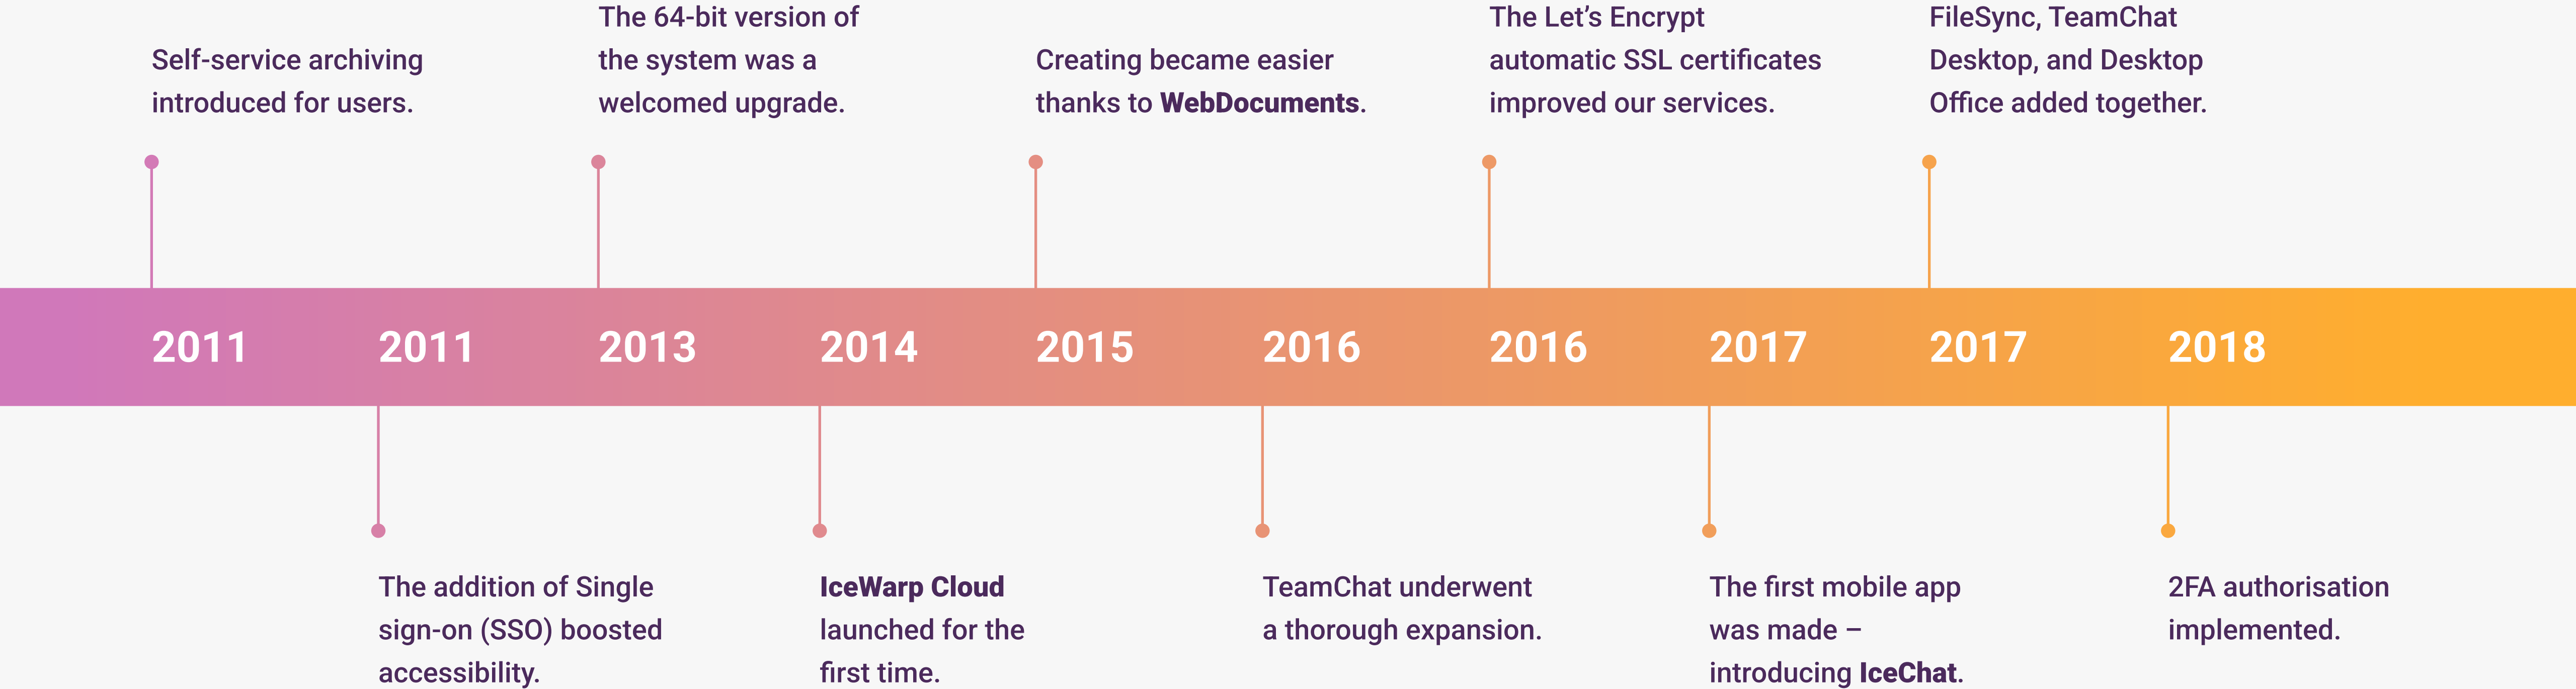 Self-service archiving
introduced for users.
The 64-bit version of
the system was a
welcomed upgrade.
Creating became easier
thanks to WebDocuments.
The Let’s Encrypt
automatic SSL certificates
improved our services.
FileSync, TeamChat
Desktop, and Desktop
Office added together.
2011 2011 2013 2014 2015 2016 2016 2017 2017 2018
The addition of Single
sign-on (SSO) boosted
accessibility.
IceWarp Cloud
launched for the
first time.
TeamChat underwent
a thorough expansion.
The first mobile app
was made –
introducing IceChat.
2FA authorisation
implemented.